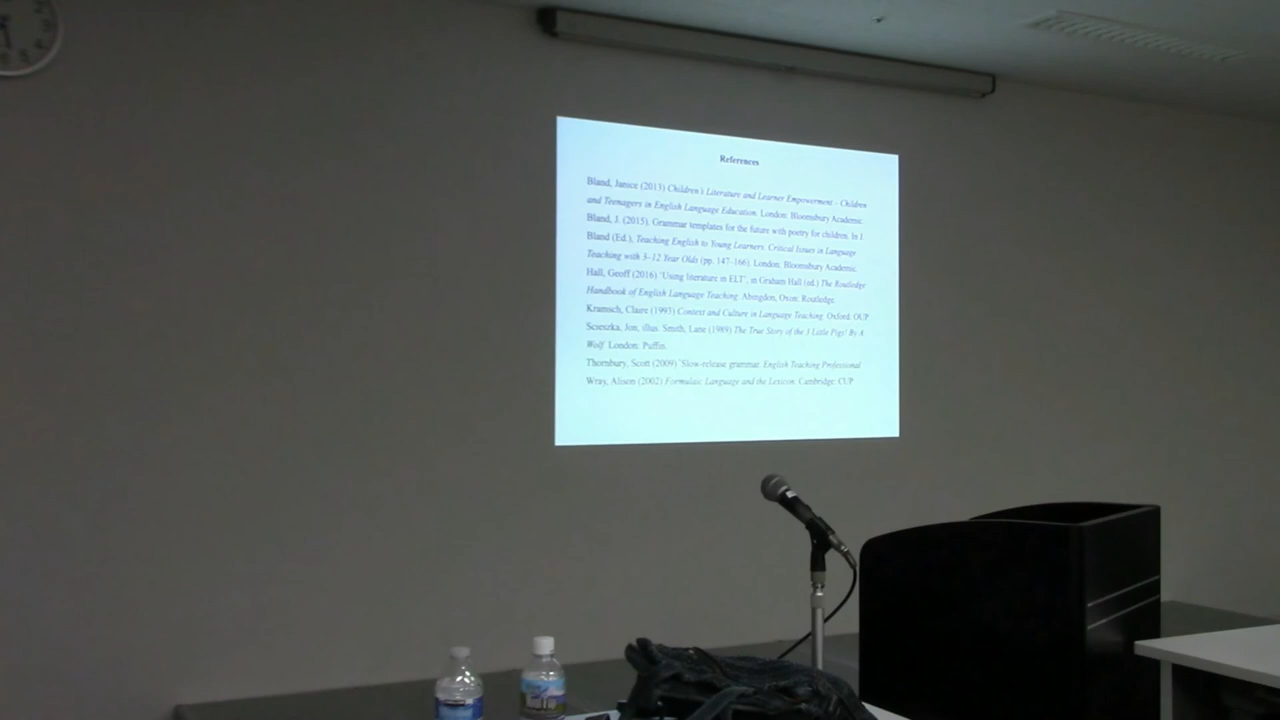 References
Bland, Janice (2013) Children's Literature and Learner Empowerment - Children
and Teenagers in English Language Education. London: Bloomsbury Academic.
Bland, J. (2015). Grammar templates for the future with poetry for children. In J.
Bland (Ed.), Teaching English to Young Learners. Critical Issues in Language
Teaching with 3–12 Year Olds (pp. 147–166). London: Bloomsbury Academic.
Hall, Geoff (2016) 'Using literature in ELT', in Graham Hall (ed.) The Routledge
Handbook of English Language Teaching. Abingdon, Oxon: Routledge.
Kramsch, Claire (1993) Context and Culture in Language Teaching. Oxford: OUP
Scieszka, Jon, illus. Smith, Lane (1989) The True Story of the 3 Little Pigs! By A.
Wolf. London: Puffin.
Thornbury, Scott (2009) 'Slow-release grammar. English Teaching Professional
Wray, Alison (2002) Formulaic Language and the Lexicon. Cambridge: CUP